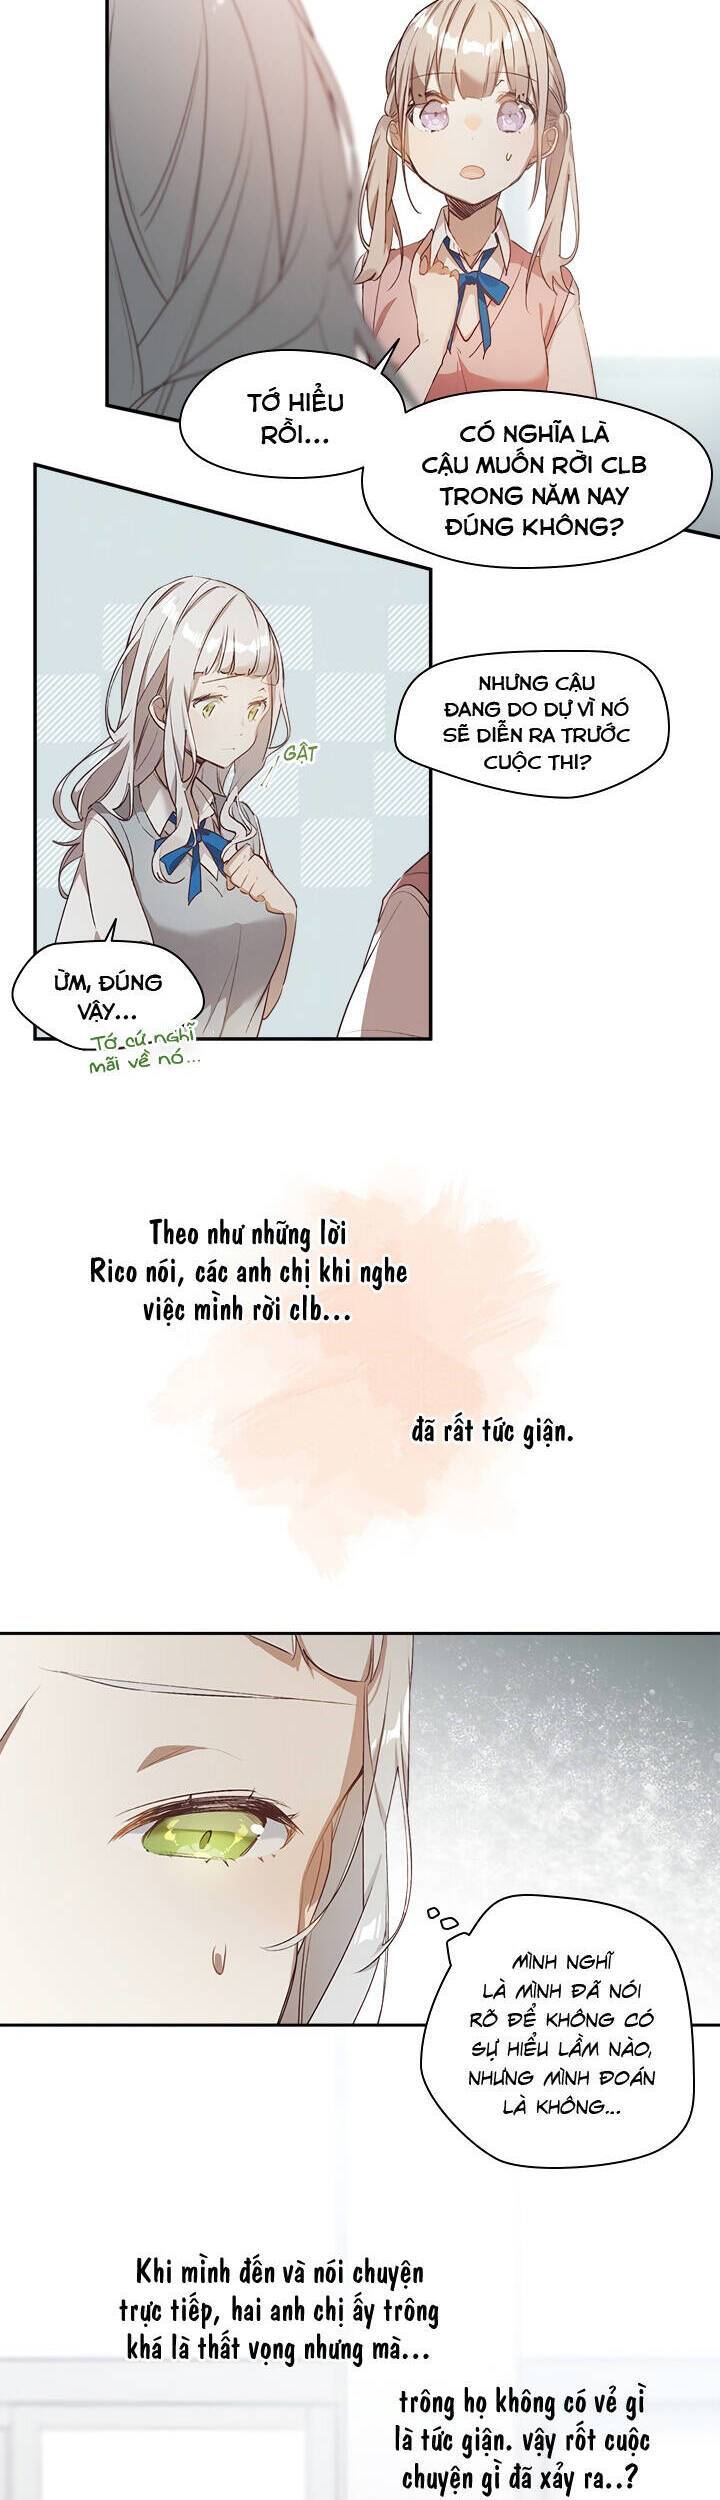 TỚ HIỂU
RỒI...
CÓ NGHĨA LÀ
CẬU MUỐN RỜI CLB
TRONG NĂM NAY
ĐÚNG KHÔNG?
NHƯNG CẬU
ĐANG DO DỰ VÌ NÓ
SẼ DIỄN RA TRƯỚC
CUỘC THI?
GẬT
ỪM, ĐÚNG
VẬY...
Tớ cứ nghĩ
mãi về nó...
Theo như những lời
Rico nói, các anh chị khi nghe
việc mình rời clb...
đã rất tức giận.
MÌNH NGHĨ
LÀ MÌNH ĐÃ NÓI
RÕ ĐỂ KHÔNG CÓ
SỰ HIỂU LẦM NÀO,
NHƯNG MÌNH ĐOÁN
LÀ KHÔNG...
Khi mình đến và nói chuyện
trực tiếp, hai anh chị ấy trông
khá là thất vọng nhưng mà...
trông họ không có vẻ gì
là tức giận. vậy rốt cuộc
chuyện gì đã xảy ra..?